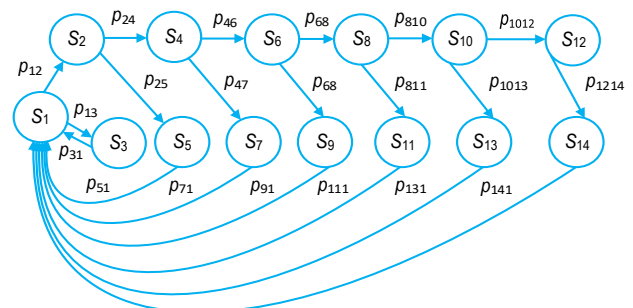 p24 p46 p68 p810 p1012
S2 S4 S6 S8 S10 S12
p12 p25 p47 p68 p811 p1013 p1214
S1 p13
p31 S3 S5 S7 S9 S11 S13 S14
p51 p71 p91 p111 p131 p141